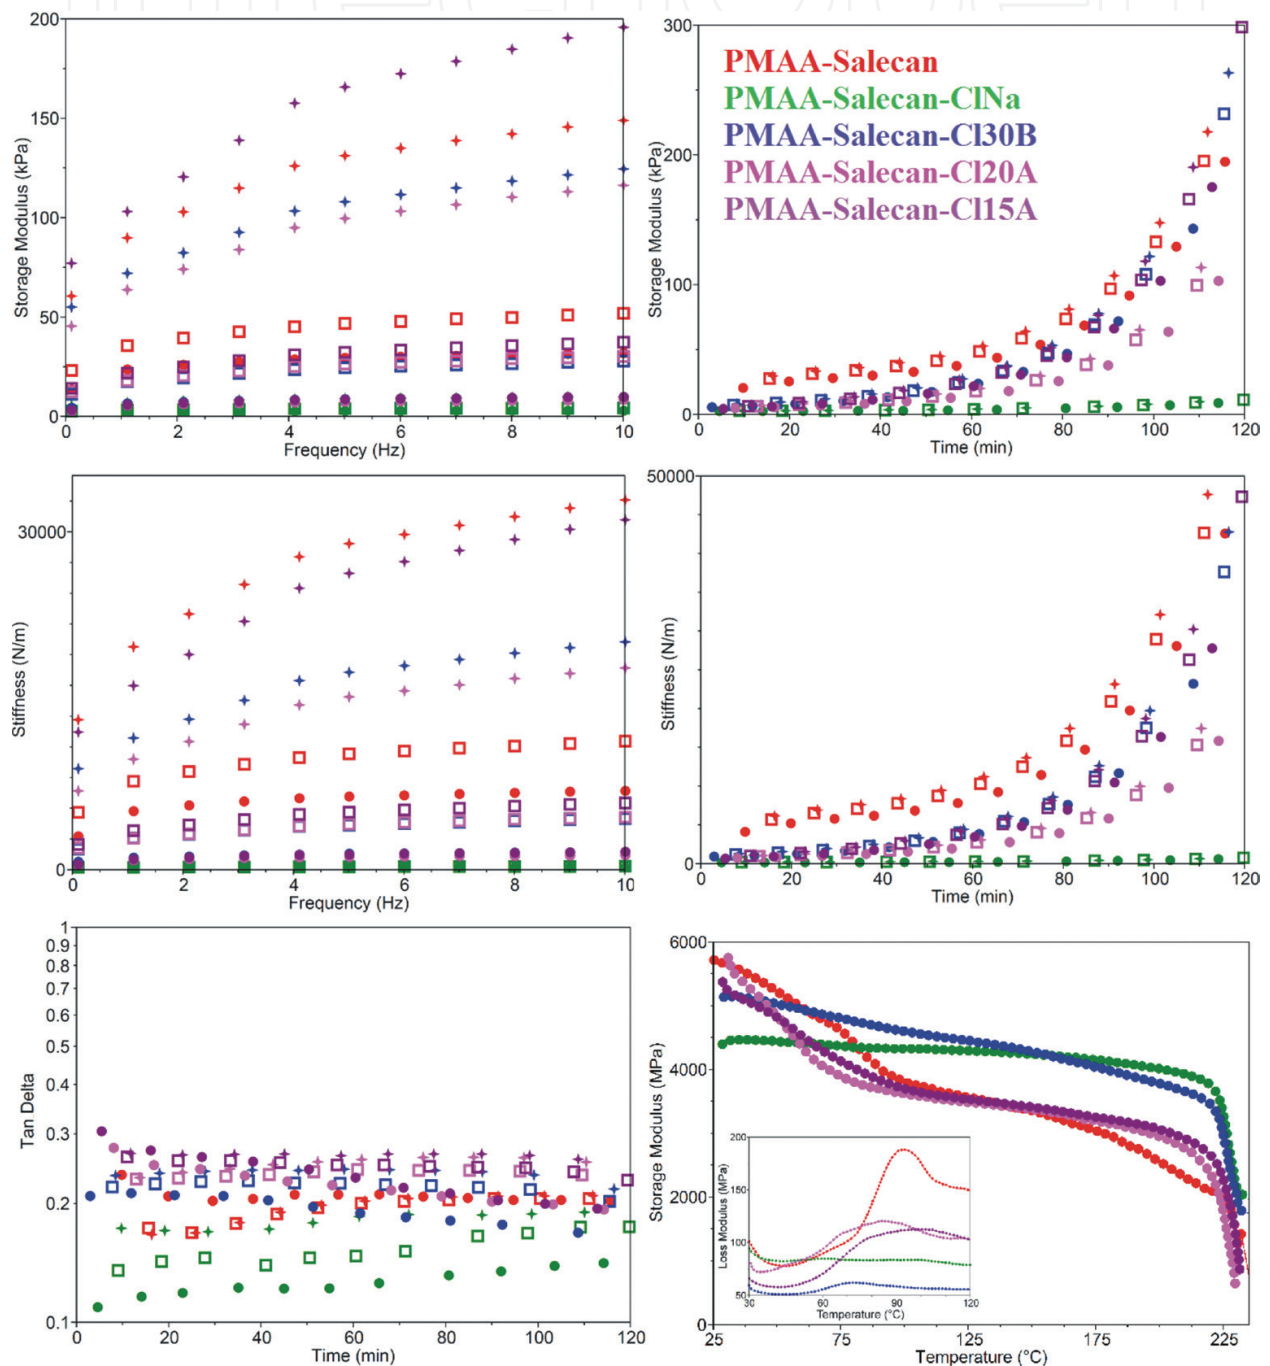 200
150
100
50
0
Storage Modulus (kPa)
0 2 4 6 8 10
Frequency (Hz)
300
200
100
0
Storage Modulus (kPa)
PMAA-Salecan
PMAA-Salecan-ClNa
PMAA-Salecan-Cl30B
PMAA-Salecan-Cl20A
PMAA-Salecan-Cl15A
0 20 40 60 80 100 120
Time (min)
30000
0
Stiffness (N/m)
0 2 4 6 8 10
Frequency (Hz)
50000
0
Stiffness (N/m)
0 20 40 60 80 100 120
Time (min)
1
0.9
0.8
0.7
0.6
0.5
0.4
0.3
0.2
0.1
Tan Delta
0 20 40 60 80 100 120
Time (min)
6000
4000
2000
0
Storage Modulus (MPa)
200
150
100
50
Loss Modulus (MPa)
30 60 90 120
Temperature (°C)
25 75 125 175 225
Temperature (°C)